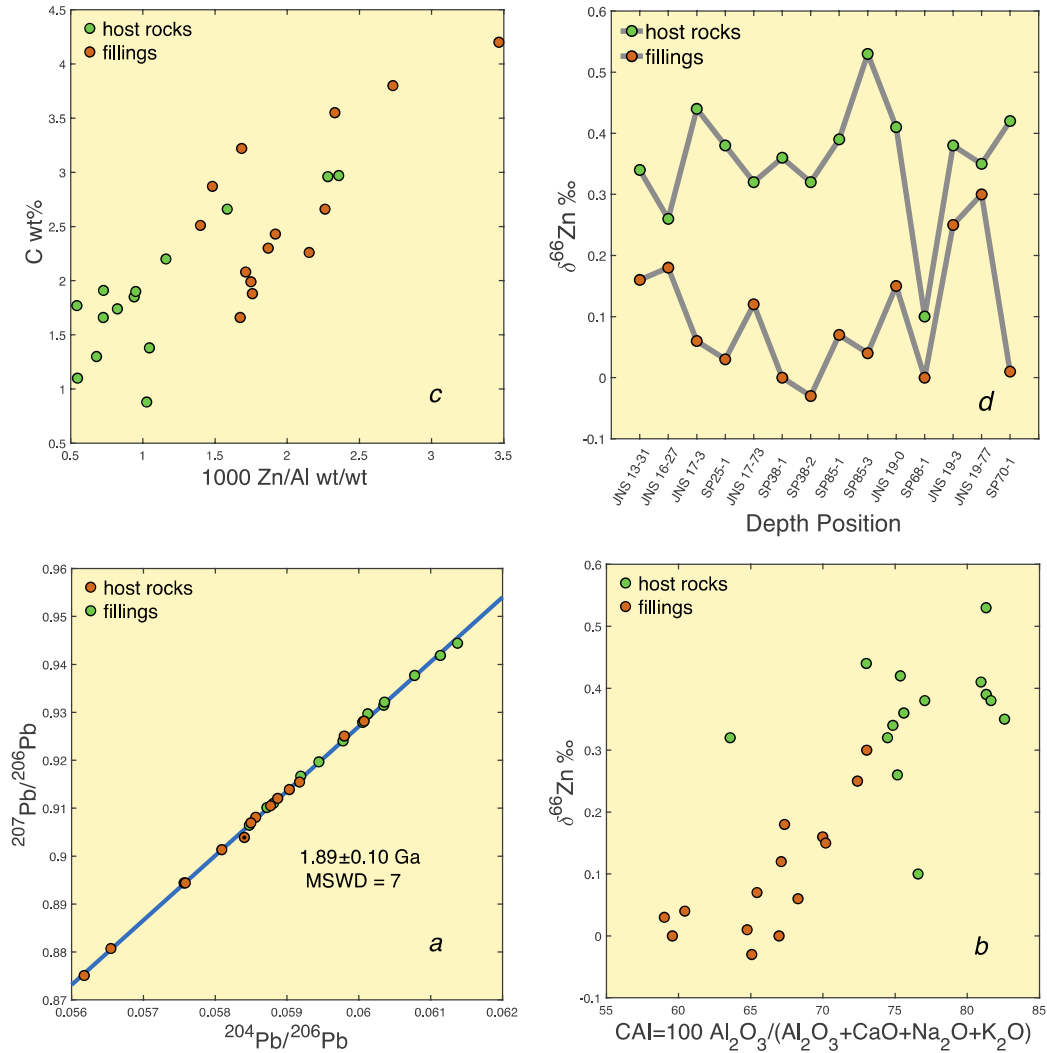 host rocks
fillings
4.5
4
3.5
3
2.5
2
1.5
1
0.5
C wt%
0.5
1
1.5
2
2.5
3
3.5
1000 Zn/Al wt/wt
c
host rocks
fillings
0.6
0.5
0.4
0.3
0.2
0.1
0
-0.1
δ⁶⁶Zn ‰
d
JNS 13-31
JNS 16-27
JNS 17-3
SP25-1
JNS 17-73
SP38-1
SP38-2
SP85-1
SP85-3
JNS 19-0
SP68-1
JNS 19-3
JNS 19-77
SP70-1
Depth Position
host rocks
fillings
0.96
0.95
0.94
0.93
0.92
0.91
0.9
0.89
0.88
0.87
²⁰⁷Pb/²⁰⁶Pb
1.89±0.10 Ga
MSWD = 7
a
0.056
0.057
0.058
0.059
0.06
0.061
0.062
²⁰⁴Pb/²⁰⁶Pb
host rocks
fillings
0.6
0.5
0.4
0.3
0.2
0.1
0
-0.1
δ⁶⁶Zn ‰
b
60
65
70
75
80
85
CAI=100 Al₂O₃/(Al₂O₃+CaO+Na₂O+K₂O)